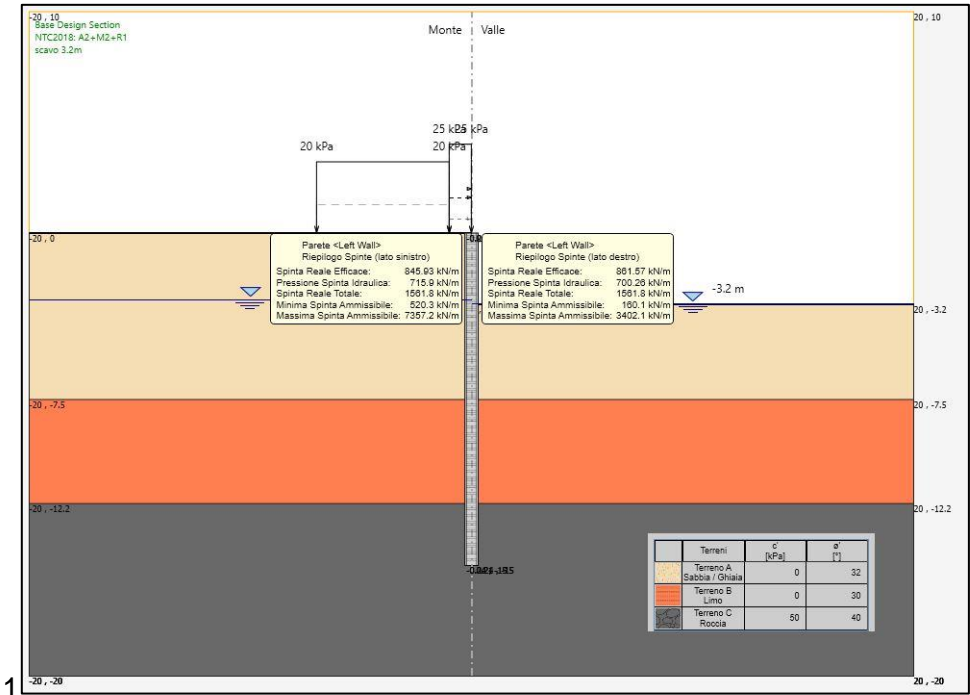 -20, 10
20, 10
Base Design Section
NTC2018: A2+M2+R1
scavo 3.2m
Monte
Valle
25 kPa
25 kPa
20 kPa
20 kPa
-20, 0
Parete <Left Wall>
Riepilogo Spinte (lato sinistro)
Spinta Reale Efficace: 845.93 kN/m
Pressione Spinta Idraulica: 715.9 kN/m
Spinta Reale Totale: 1561.8 kN/m
Minima Spinta Ammissibile: 520.3 kN/m
Massima Spinta Ammissibile: 7357.2 kN/m
Parete <Left Wall>
Riepilogo Spinte (lato destro)
Spinta Reale Efficace: 861.57 kN/m
Pressione Spinta Idraulica: 700.26 kN/m
Spinta Reale Totale: 1561.8 kN/m
Minima Spinta Ammissibile: 160.1 kN/m
Massima Spinta Ammissibile: 3402.1 kN/m
-3.2 m
20, -3.2
-20, -7.5
20, -7.5
-20, -12.2
20, -12.2
Terreni c' [kPa] ø' [°]
Terreno A Sabbia / Ghiaia 0 32
Terreno B Limo 0 30
Terreno C Roccia 50 40
1
-20, -20
20, -20